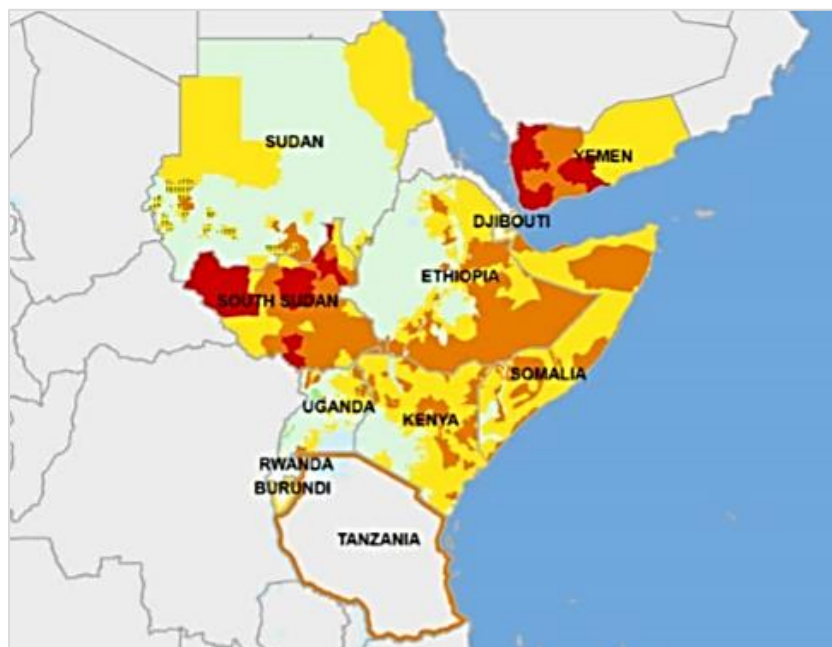 SUDAN
YEMEN
DJIBOUTI
ETHIOPIA
SOUTH SUDAN
SOMALIA
UGANDA
KENYA
RWANDA
BURUNDI
TANZANIA